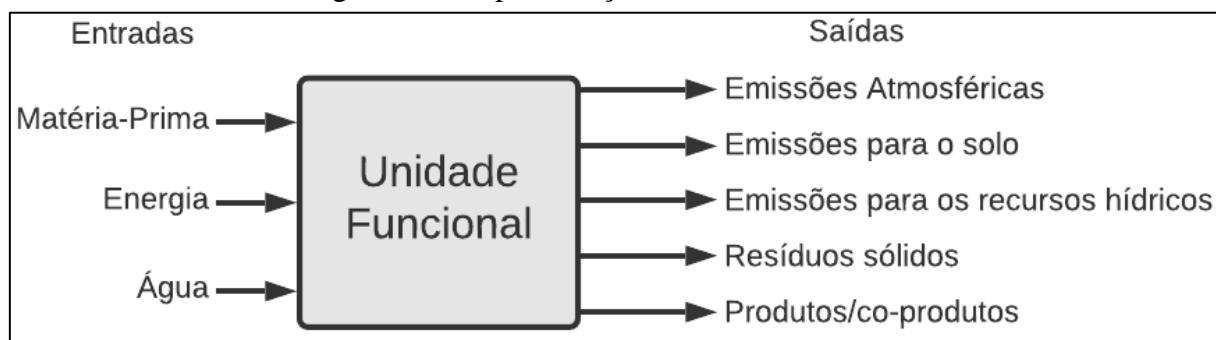 Entradas
Saídas
Matéria-Prima
Energia
Água
Unidade
Funcional
Emissões Atmosféricas
Emissões para o solo
Emissões para os recursos hídricos
Resíduos sólidos
Produtos/co-produtos